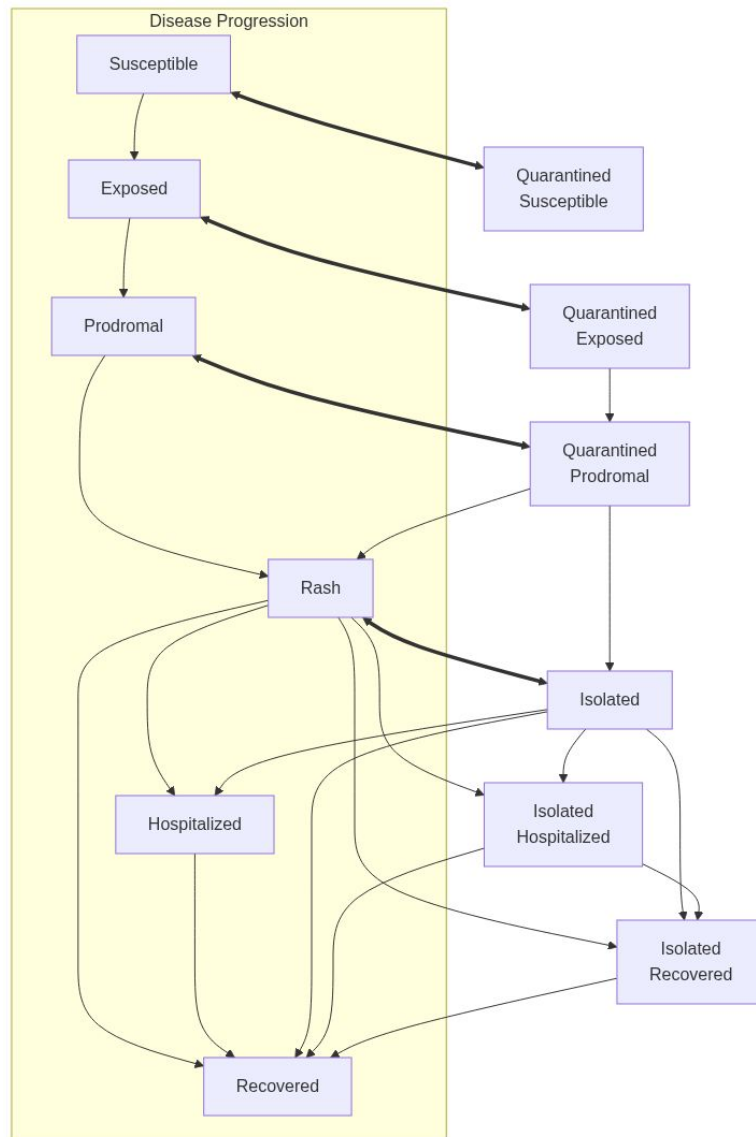 Disease Progression
Susceptible
Quarantined
Susceptible
Exposed
Quarantined
Exposed
Prodromal
Quarantined
Prodromal
Rash
Isolated
Hospitalized
Isolated
Hospitalized
Isolated
Recovered
Recovered